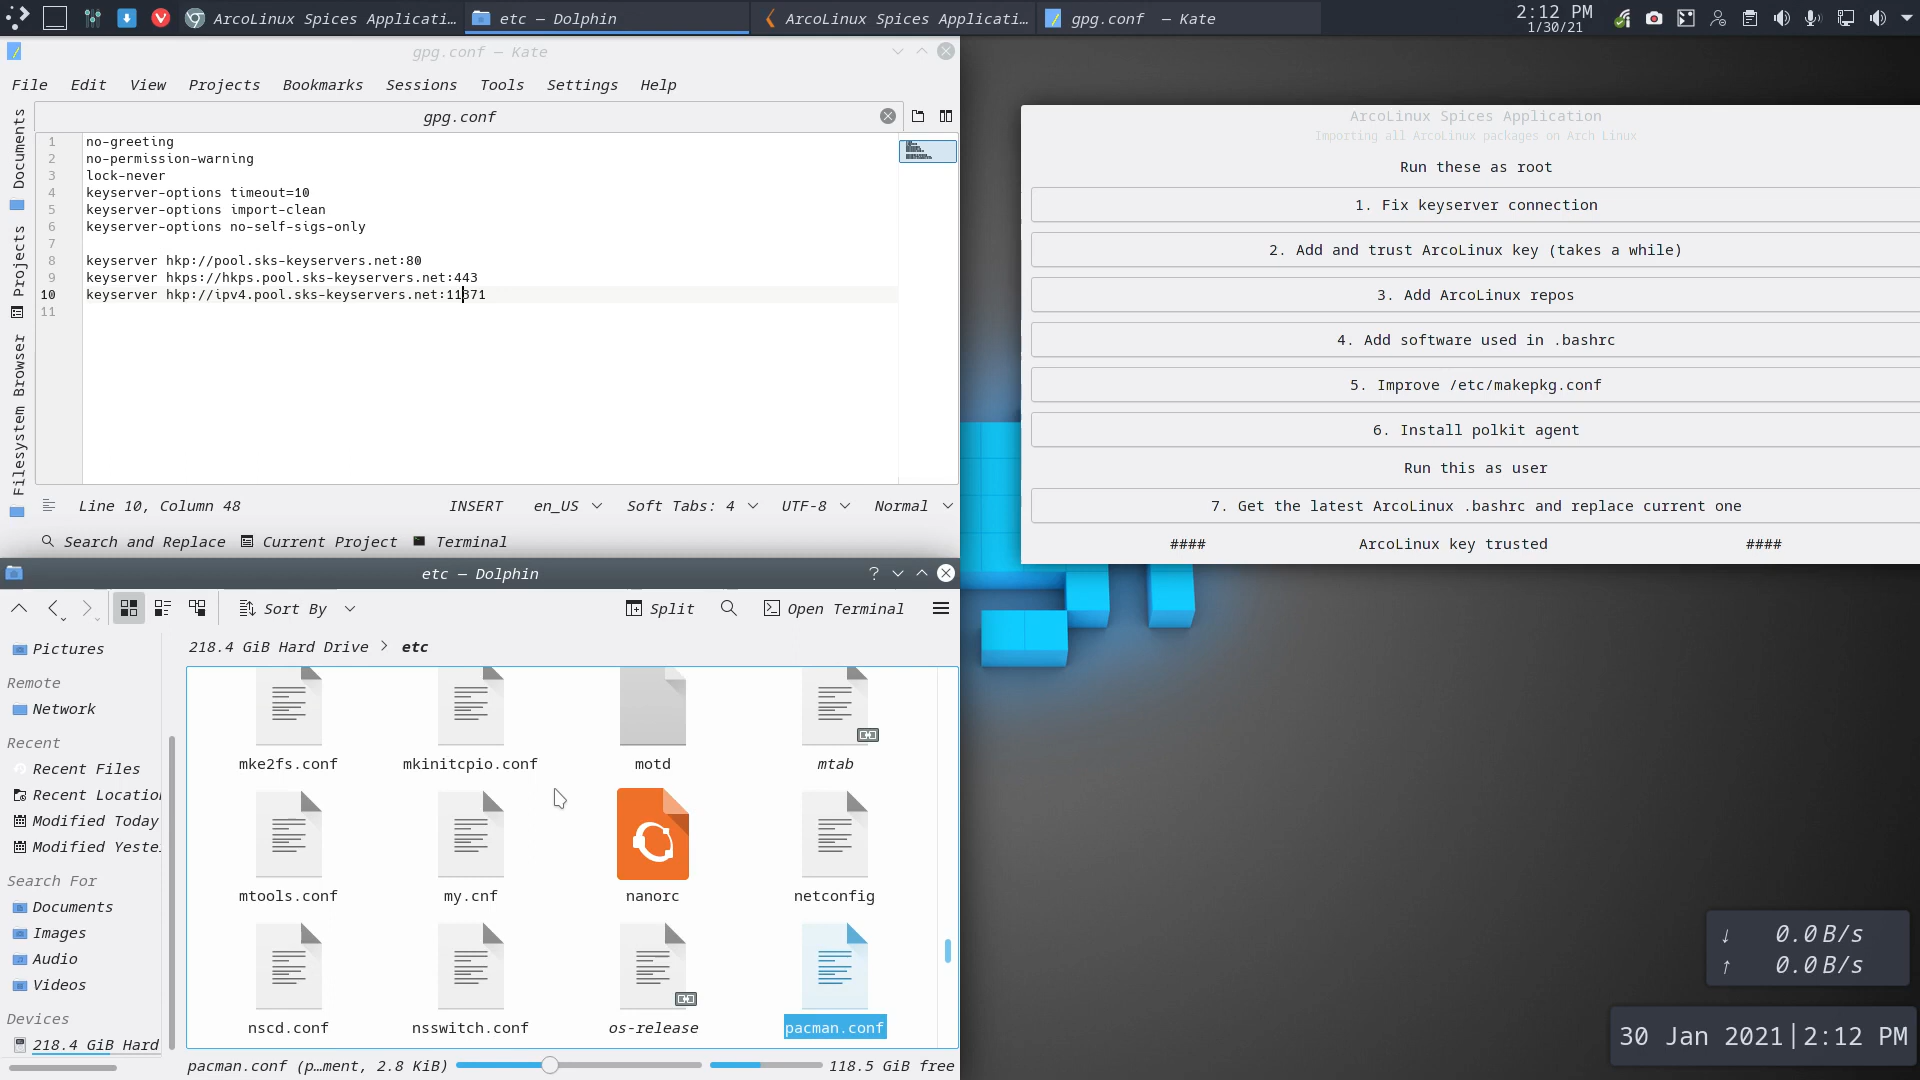 ArcoLinux Spices Applicati...
etc — Dolphin
ArcoLinux Spices Applicati...
gpg.conf — Kate
2:12 PM
1/30/21
gpg.conf — Kate
File Edit View Projects Bookmarks Sessions Tools Settings Help
gpg.conf
Documents
Projects
Filesystem Browser
1 no-greeting
2 no-permission-warning
3 lock-never
4 keyserver-options timeout=10
5 keyserver-options import-clean
6 keyserver-options no-self-sigs-only
7
8 keyserver hkp://pool.sks-keyservers.net:80
9 keyserver hkps://hkps.pool.sks-keyservers.net:443
10 keyserver hkp://ipv4.pool.sks-keyservers.net:11371
11
Line 10, Column 48 INSERT en_US Soft Tabs: 4 UTF-8 Normal
Search and Replace Current Project Terminal
ArcoLinux Spices Application
Importing all ArcoLinux packages on Arch Linux
Run these as root
1. Fix keyserver connection
2. Add and trust ArcoLinux key (takes a while)
3. Add ArcoLinux repos
4. Add software used in .bashrc
5. Improve /etc/makepkg.conf
6. Install polkit agent
Run this as user
7. Get the latest ArcoLinux .bashrc and replace current one
#### ArcoLinux key trusted ####
etc — Dolphin ?
Sort By Split Open Terminal
218.4 GiB Hard Drive > etc
Pictures
Remote
Network
Recent
Recent Files
Recent Location
Modified Today
Modified Yeste
Search For
Documents
Images
Audio
Videos
Devices
218.4 GiB Hard
mke2fs.conf mkinitcpio.conf motd mtab
mtools.conf my.cnf nanorc netconfig
nscd.conf nsswitch.conf os-release pacman.conf
pacman.conf (p…ment, 2.8 KiB) 118.5 GiB free
↓ 0.0 B/s
↑ 0.0 B/s
30 Jan 2021|2:12 PM